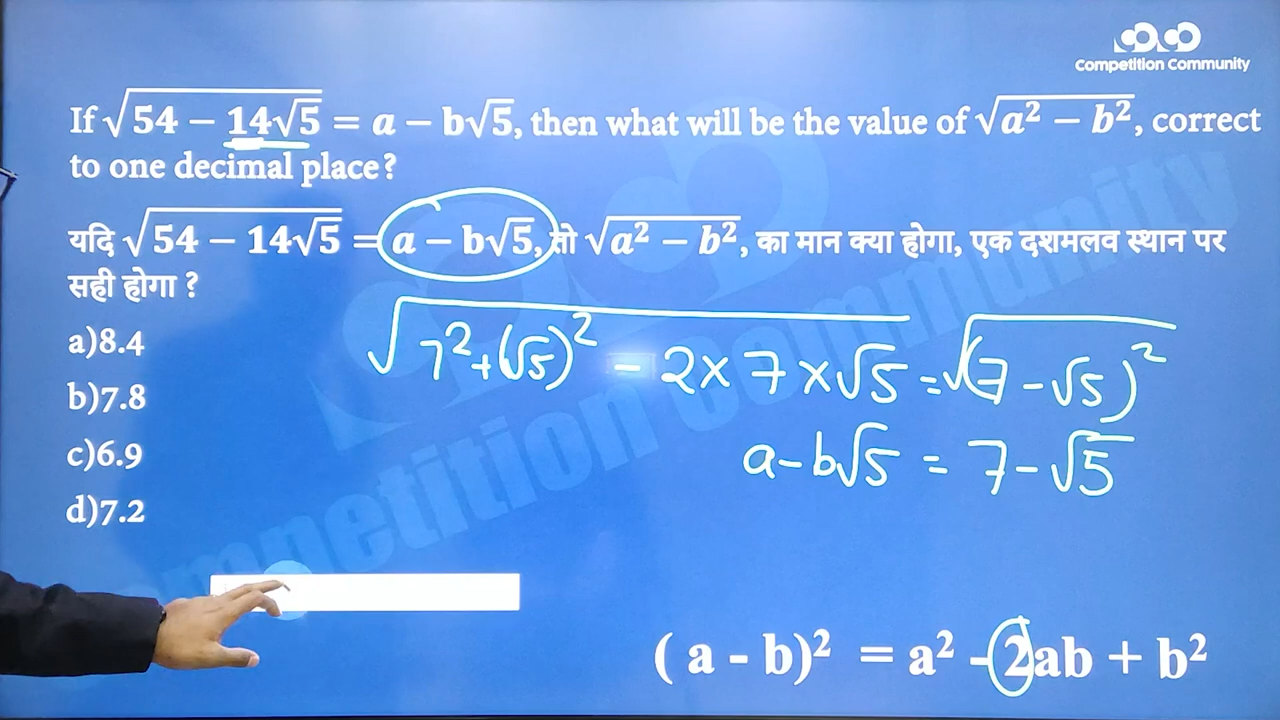 Competition Community
If √54 − 14√5 = a − b√5, then what will be the value of √a² − b², correct
to one decimal place?
यदि √54 − 14√5 = a − b√5, तो √a² − b², का मान क्या होगा, एक दशमलव स्थान पर
सही होगा ?
a)8.4
b)7.8
c)6.9
d)7.2
√7²+(√5)² − 2×7×√5 = √(7−√5)²
a−b√5 = 7−√5
( a - b)² = a² -2ab + b²
Competition Community